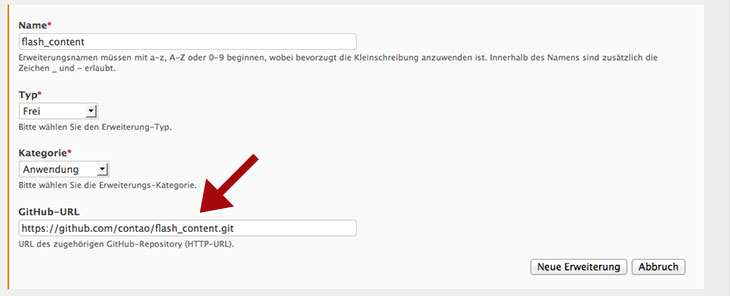 Name*
flash_content
Erweiterungsnamen müssen mit a-z, A-Z oder 0-9 beginnen, wobei bevorzugt die Kleinschreibung anzuwenden ist. Innerhalb des Namens sind zusätzlich die
Zeichen _ und - erlaubt.
Typ*
Frei
Bitte wählen Sie den Erweiterung-Typ.
Kategorie*
Anwendung
Bitte wählen Sie die Erweiterungs-Kategorie.
GitHub-URL
https://github.com/contao/flash_content.git
URL des zugehörigen GitHub-Repository (HTTP-URL).
Neue Erweiterung Abbruch